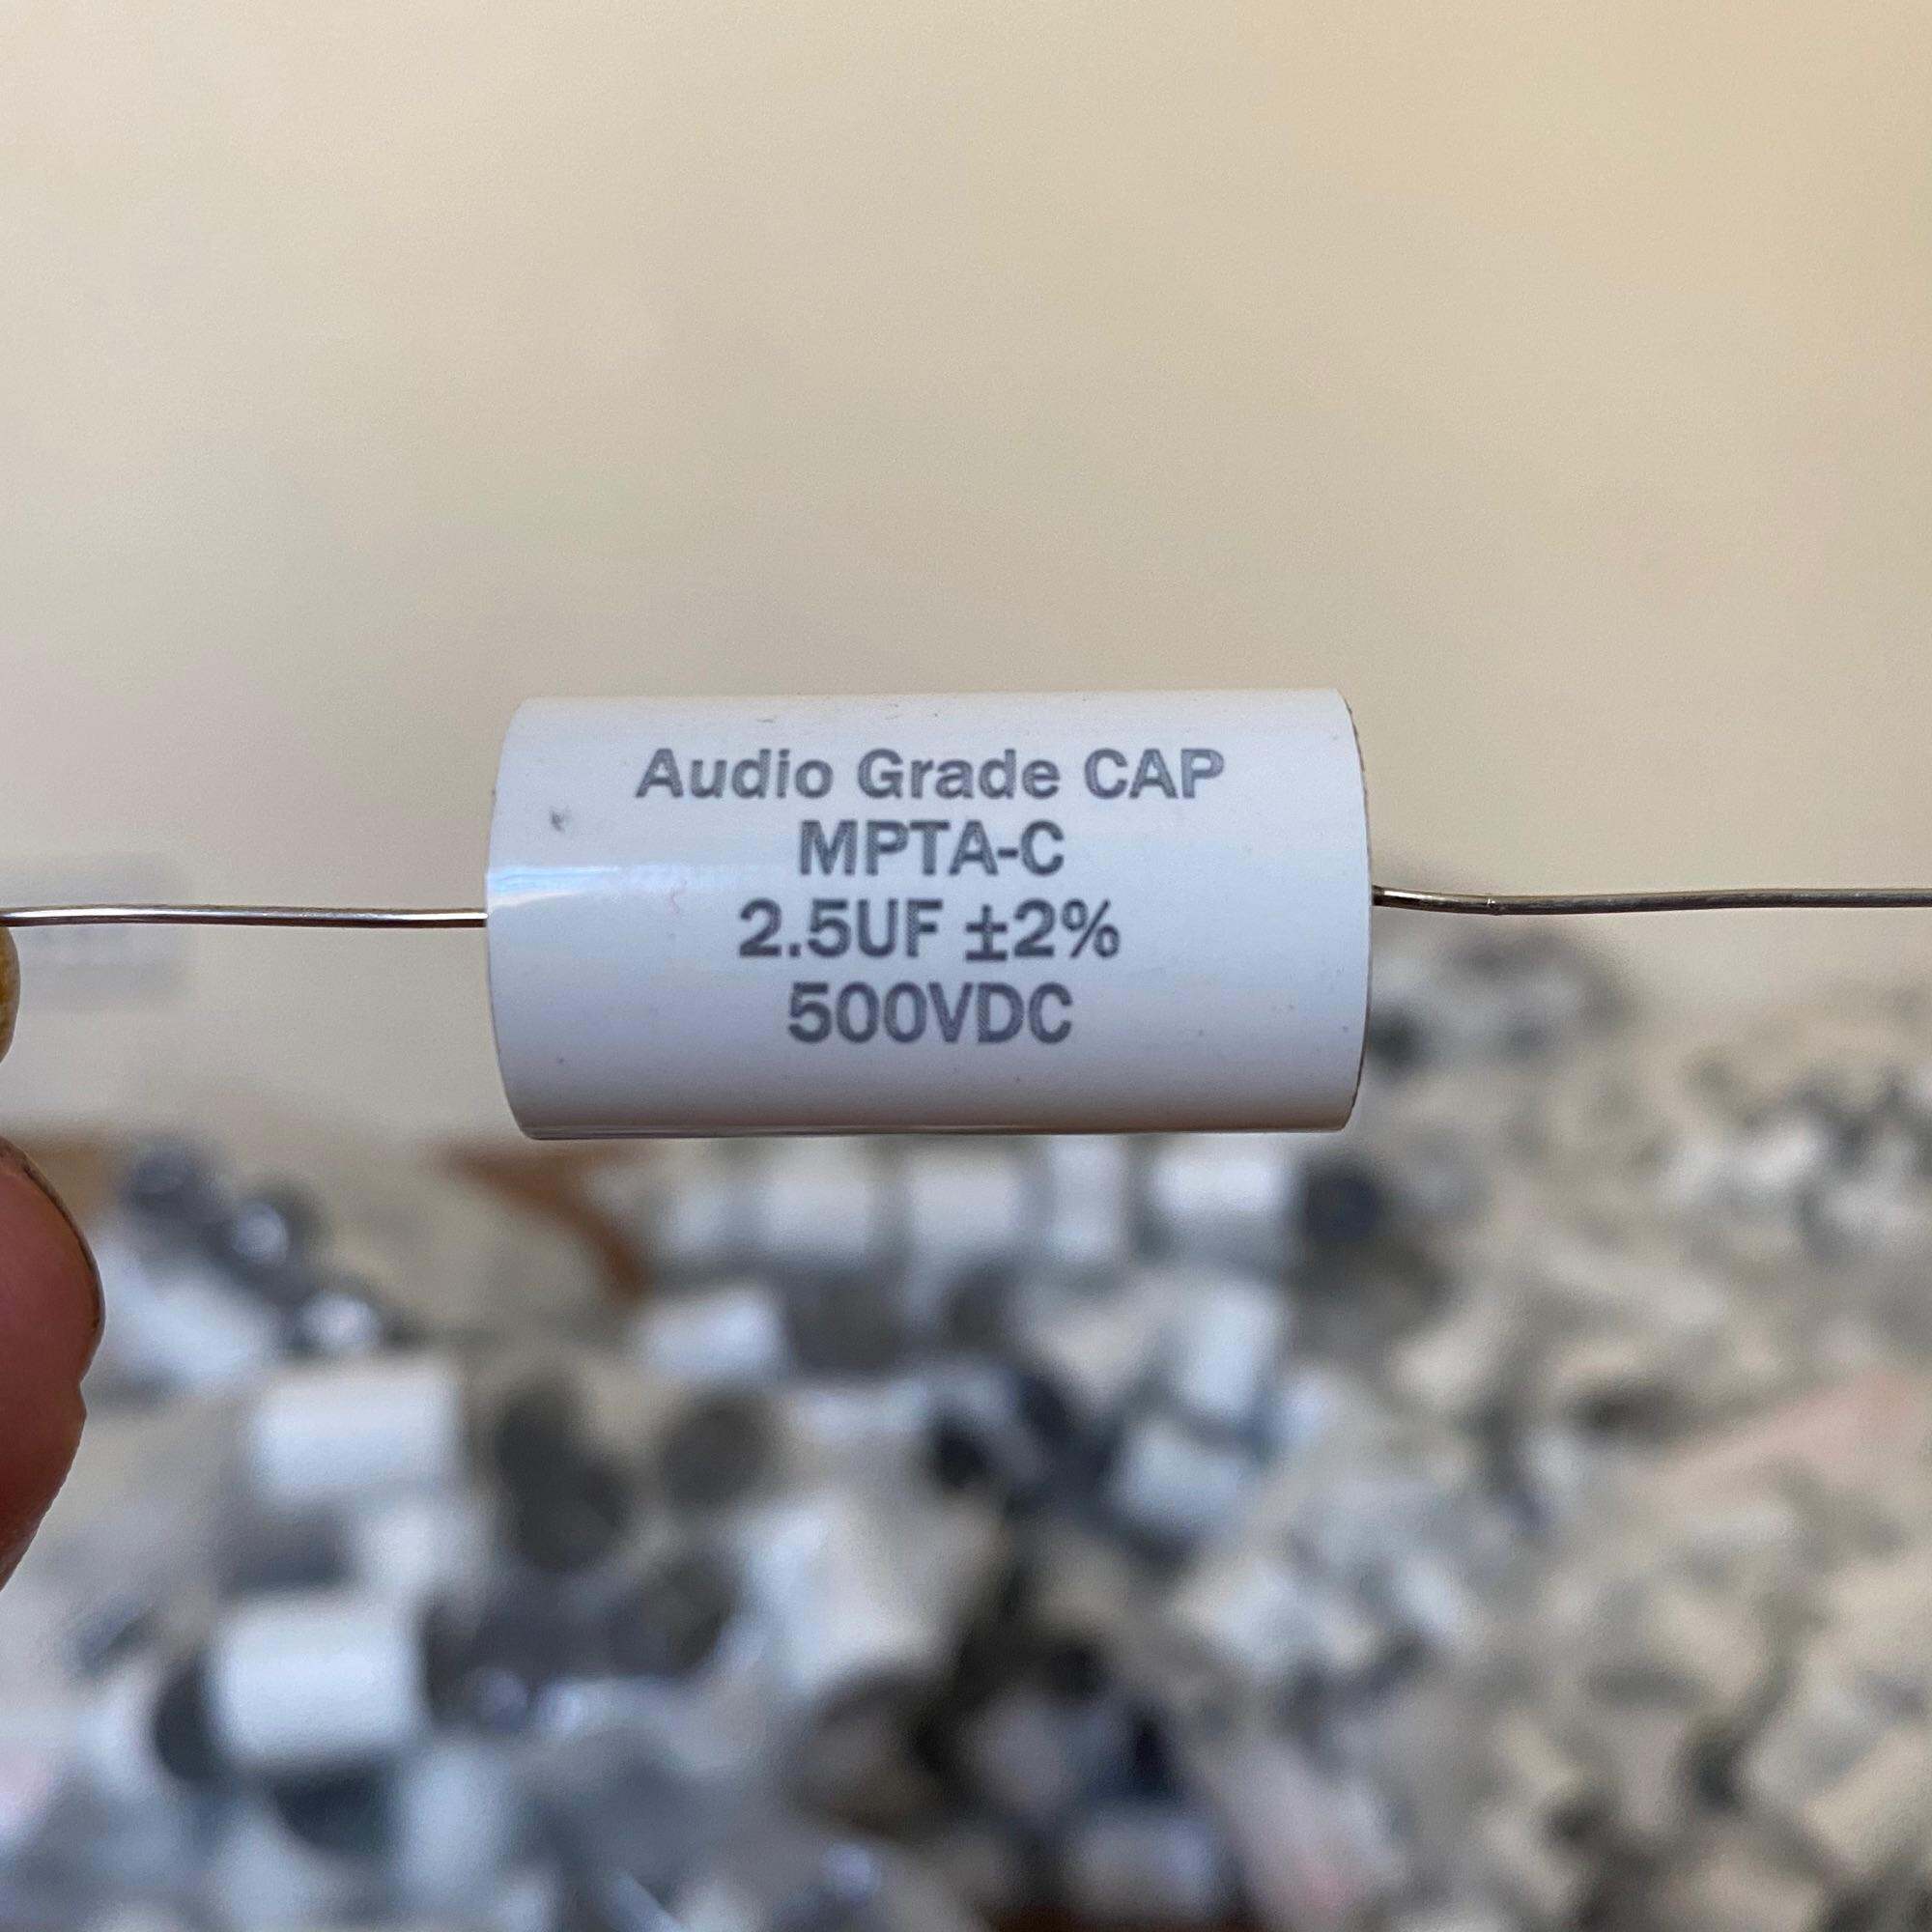 Audio Grade CAP
MPTA-C
2.5UF ±2%
500VDC